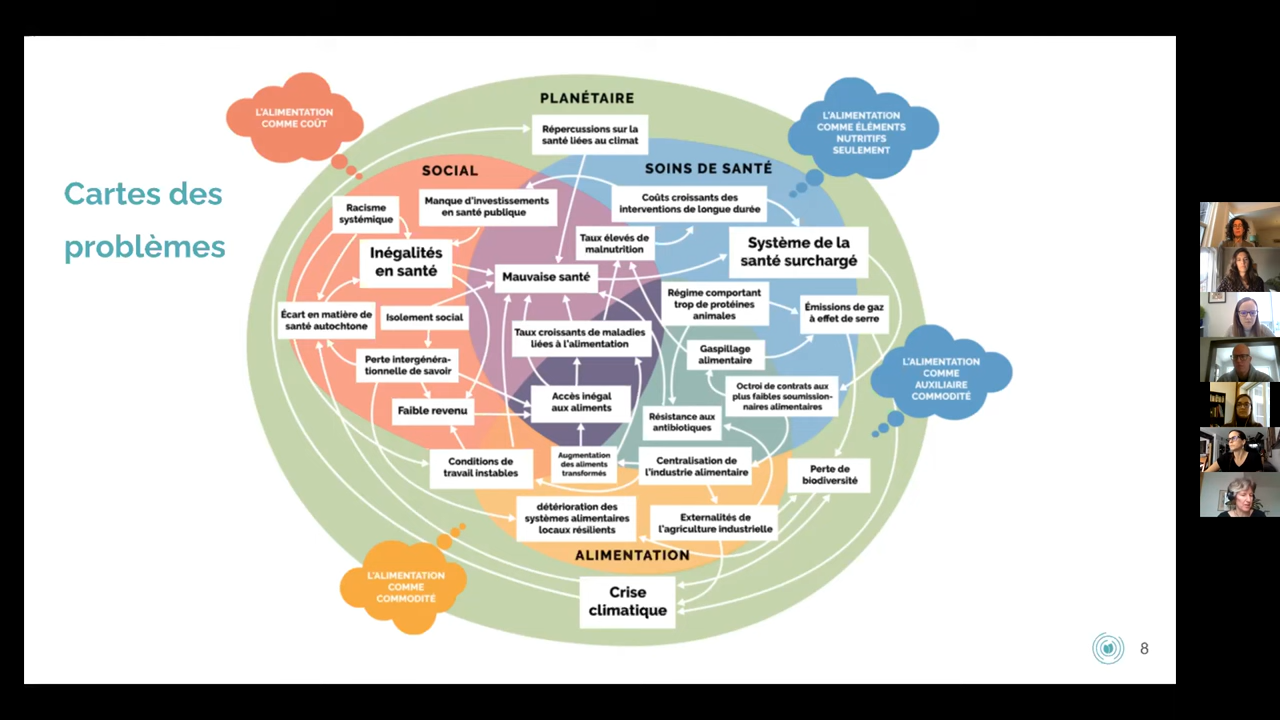 Cartes des
problèmes
PLANÉTAIRE
L'ALIMENTATION
COMME COÛT
L'ALIMENTATION
COMME ÉLÉMENTS
NUTRITIFS
SEULEMENT
Répercussions sur la
santé liées au climat
SOCIAL
SOINS DE SANTÉ
Racisme
systémique
Manque d'investissements
en santé publique
Coûts croissants des
interventions de longue durée
Inégalités
en santé
Taux élevés de
malnutrition
Système de la
santé surchargé
Mauvaise santé
Régime comportant
trop de protéines
animales
Émissions de gaz
à effet de serre
Écart en matière de
santé autochtone
Isolement social
Taux croissants de maladies
liées à l'alimentation
Gaspillage
alimentaire
Perte intergénéra-
tionnelle de savoir
L'ALIMENTATION
COMME
AUXILIAIRE
COMMODITÉ
Octroi de contrats aux
plus faibles soumission-
naires alimentaires
Accès inégal
aux aliments
Faible revenu
Résistance aux
antibiotiques
Conditions de
travail instables
Augmentation
des aliments
transformés
Centralisation de
l'industrie alimentaire
Perte de
biodiversité
détérioration des
systèmes alimentaires
locaux résilients
Externalités de
l'agriculture industrielle
ALIMENTATION
L'ALIMENTATION
COMME
COMMODITÉ
Crise
climatique
8